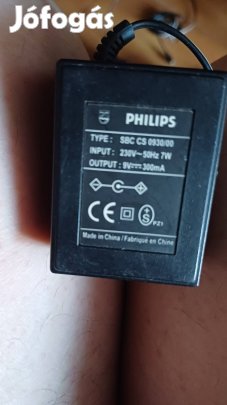 Jófogás
PHILIPS
TYPE : SBC CS 0930/00
INPUT : 230V~50Hz 7W
OUTPUT : 9V⎓300mA
CE S PZ1
Made in China / Fabriqué en Chine